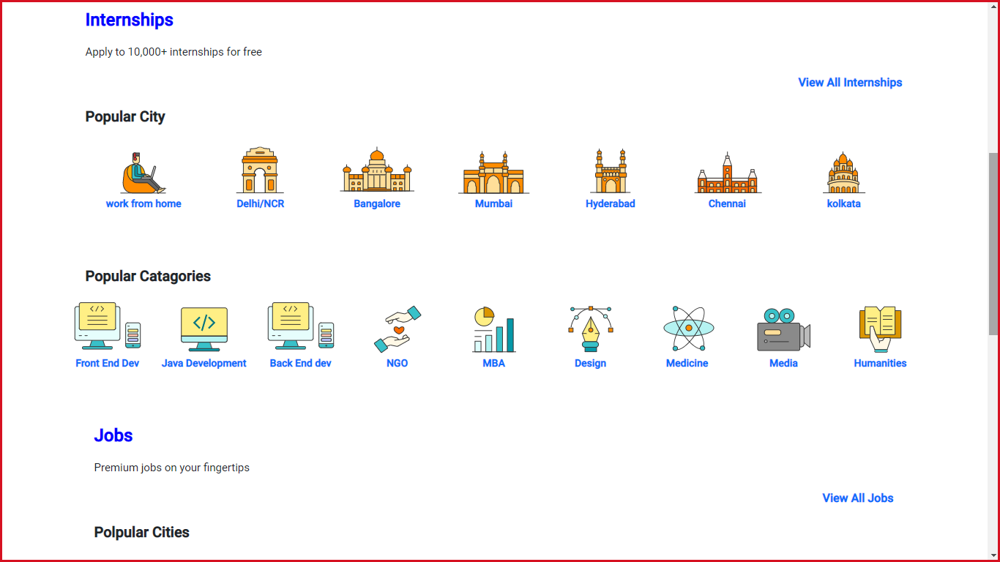 Internships
Apply to 10,000+ internships for free
View All Internships
Popular City
work from home Delhi/NCR Bangalore Mumbai Hyderabad Chennai kolkata
Popular Catagories
</> </> </>
Front End Dev Java Development Back End dev NGO MBA Design Medicine Media Humanities
Jobs
Premium jobs on your fingertips
View All Jobs
Polpular Cities